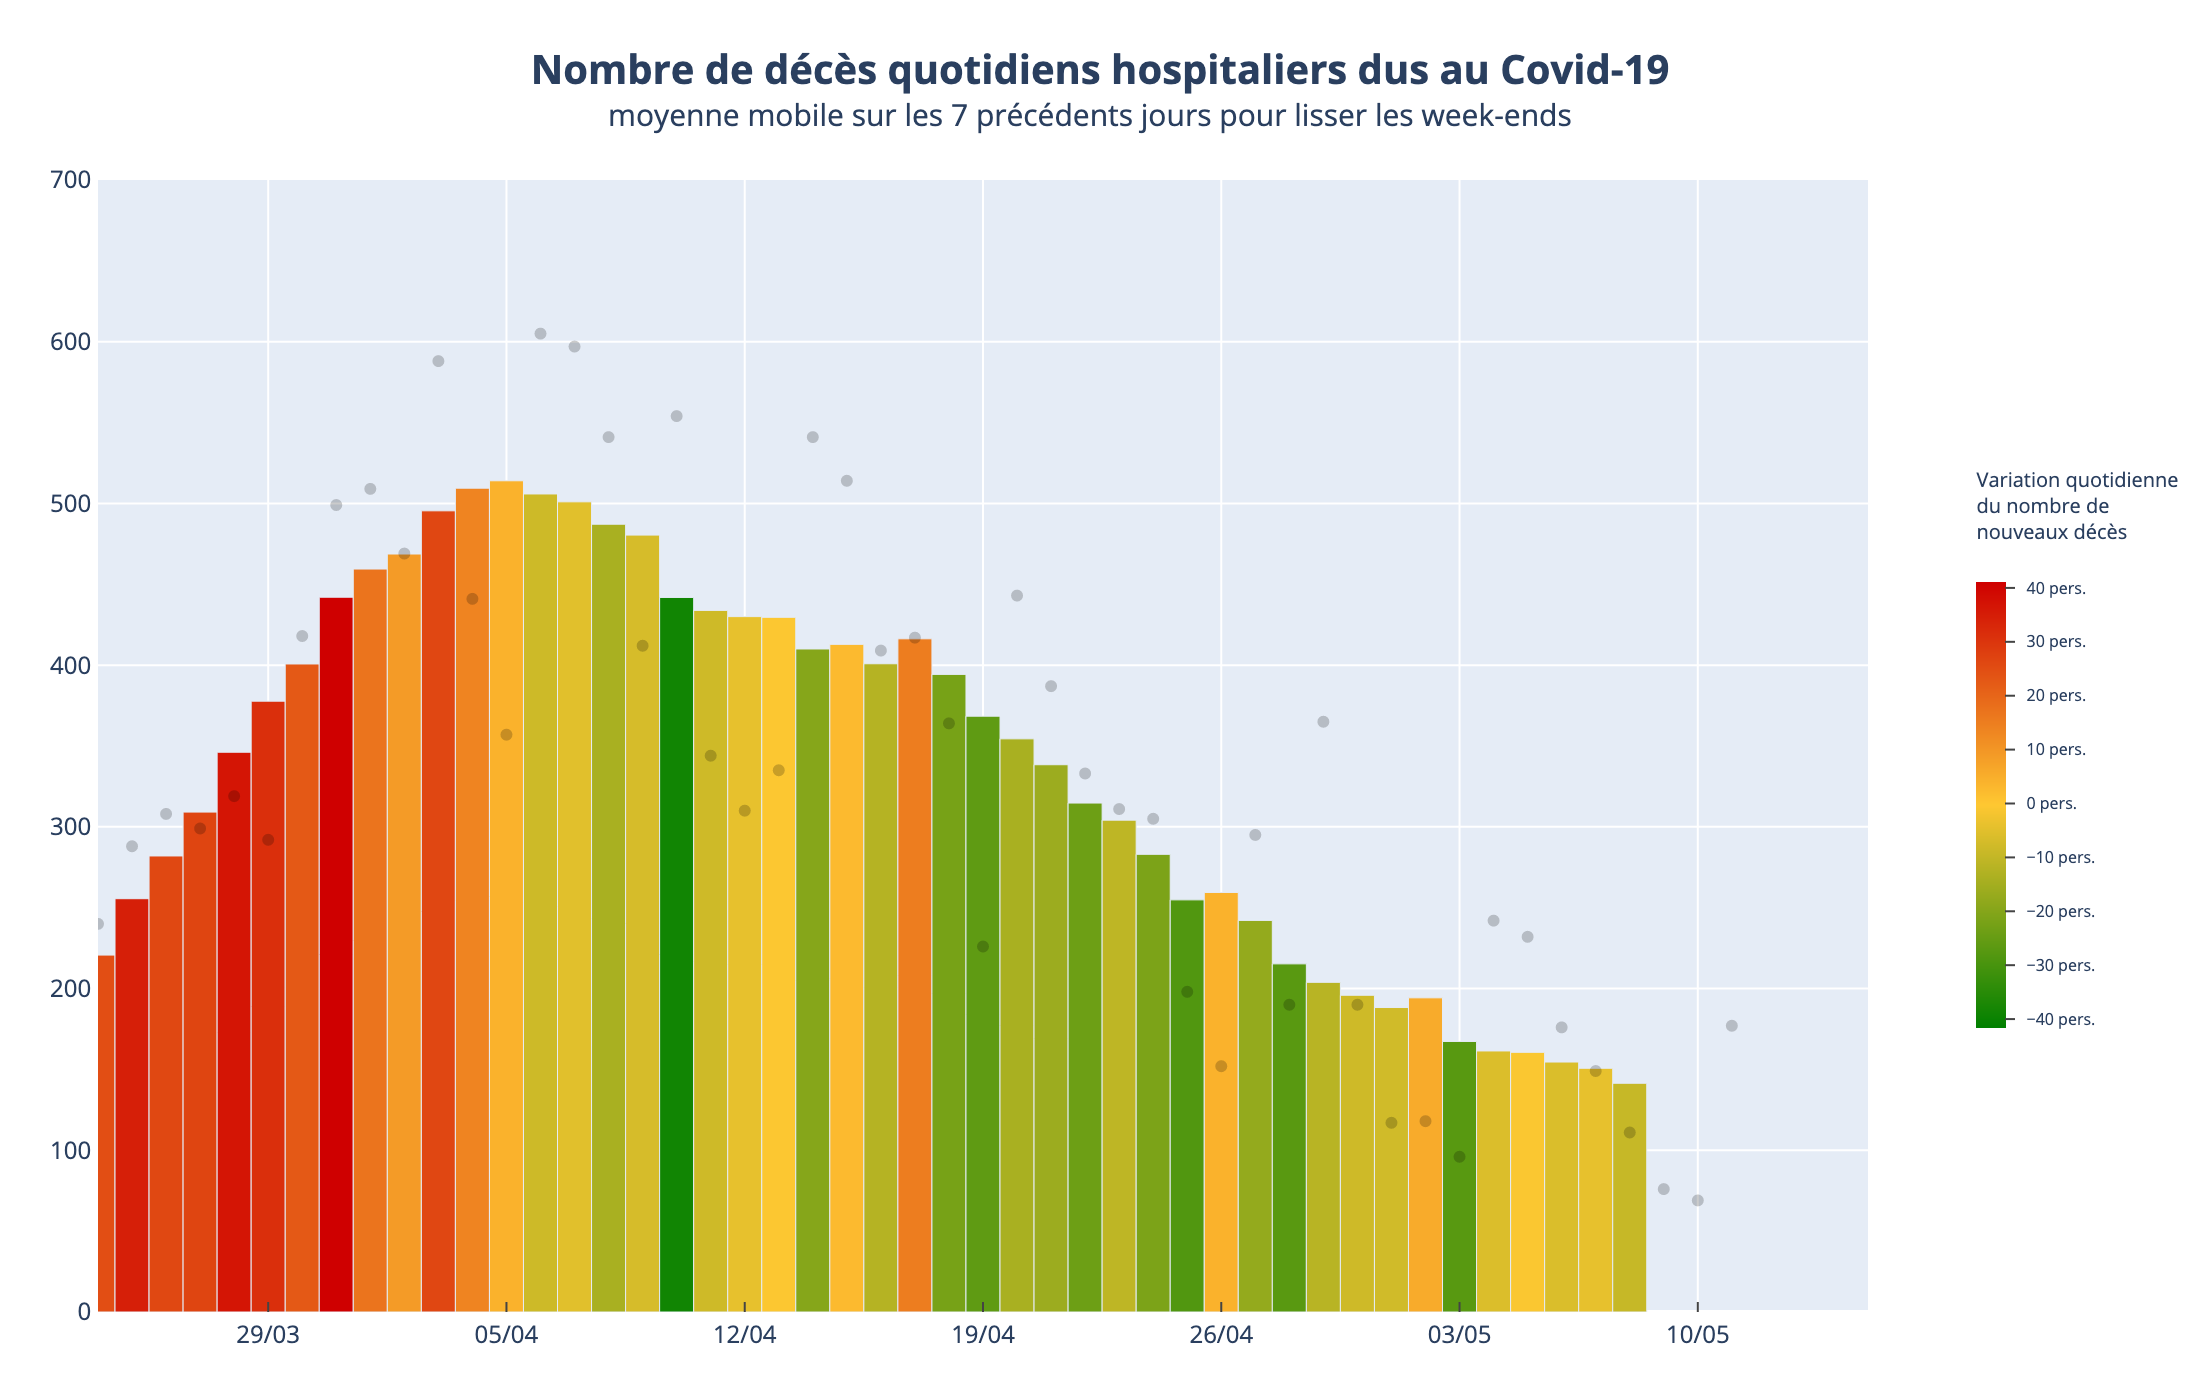 Nombre de décès quotidiens hospitaliers dus au Covid-19
moyenne mobile sur les 7 précédents jours pour lisser les week-ends
700
600
500
400
300
200
100
0
29/03
05/04
12/04
19/04
26/04
03/05
10/05
Variation quotidienne
du nombre de
nouveaux décès
40 pers.
30 pers.
20 pers.
10 pers.
0 pers.
−10 pers.
−20 pers.
−30 pers.
−40 pers.